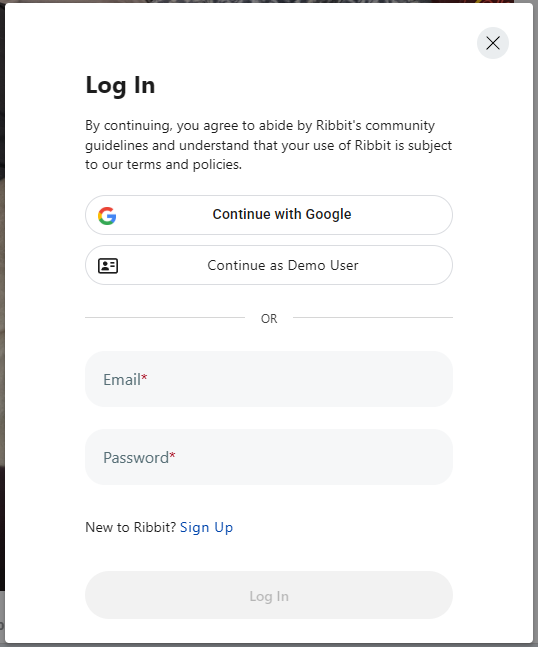 Log In
By continuing, you agree to abide by Ribbit's community
guidelines and understand that your use of Ribbit is subject
to our terms and policies.
Continue with Google
Continue as Demo User
OR
Email*
Password*
New to Ribbit? Sign Up
Log In